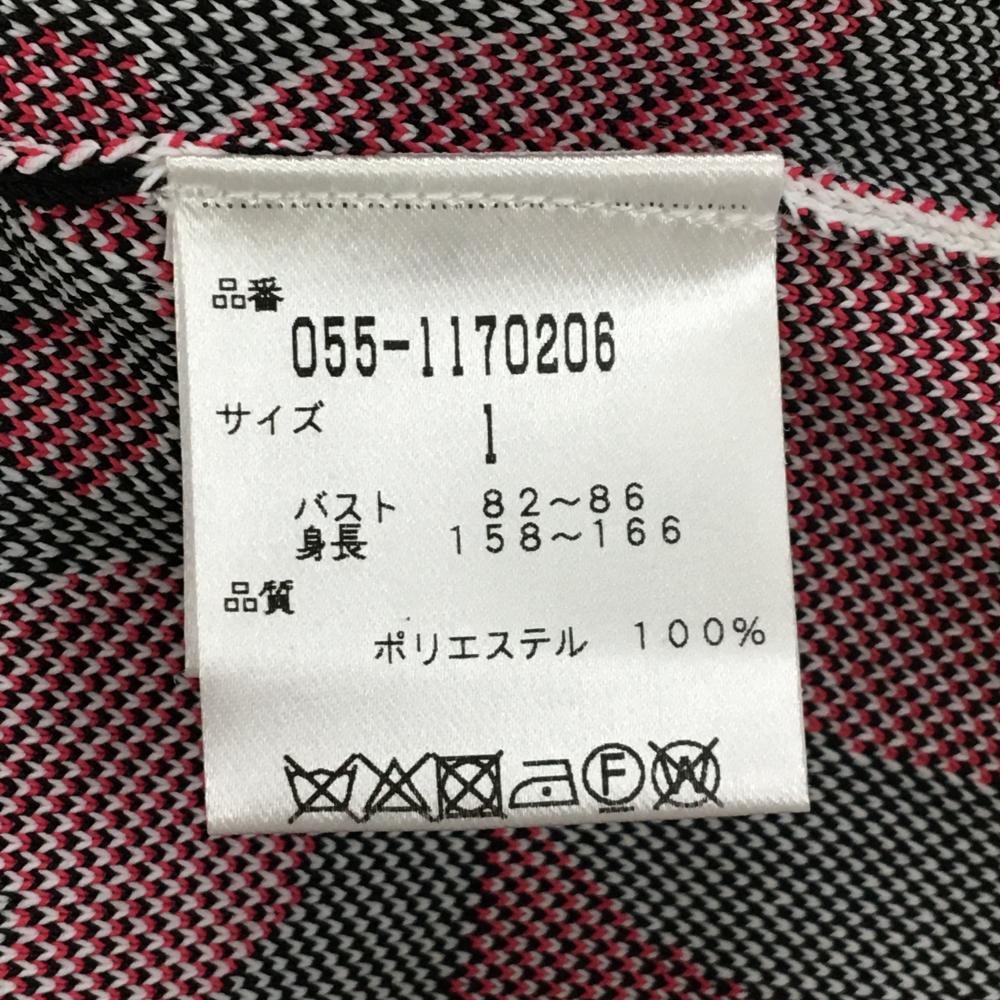 品番
055-1170206
サイズ 1
バスト 82～86
身長 158～166
品質
ポリエステル 100%
F W